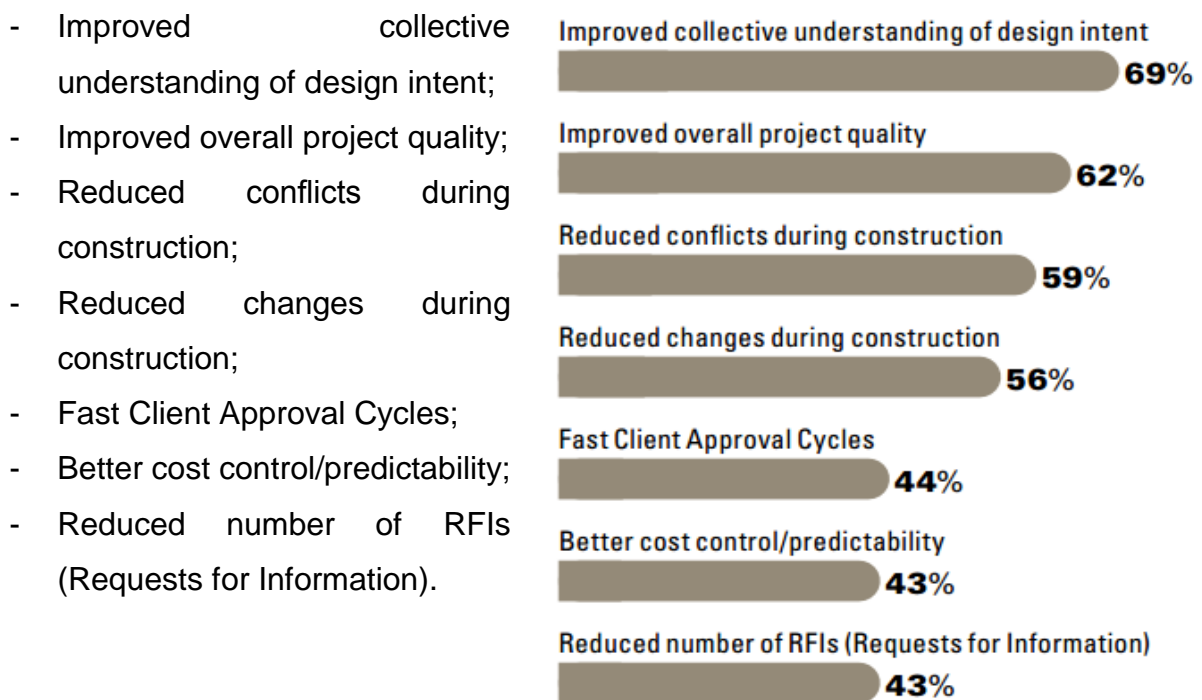 - Improved collective
understanding of design intent;
- Improved overall project quality;
- Reduced conflicts during
construction;
- Reduced changes during
construction;
- Fast Client Approval Cycles;
- Better cost control/predictability;
- Reduced number of RFIs
(Requests for Information).
Improved collective understanding of design intent
69%
Improved overall project quality
62%
Reduced conflicts during construction
59%
Reduced changes during construction
56%
Fast Client Approval Cycles
44%
Better cost control/predictability
43%
Reduced number of RFIs (Requests for Information)
43%